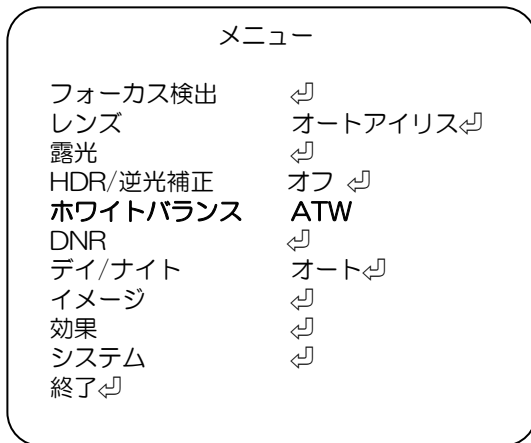 メニュー
フォーカス検出 ⏎
レンズ オートアイリス⏎
露光 ⏎
HDR/逆光補正 オフ ⏎
ホワイトバランス ATW
DNR ⏎
デイ/ナイト オート⏎
イメージ ⏎
効果 ⏎
システム ⏎
終了⏎